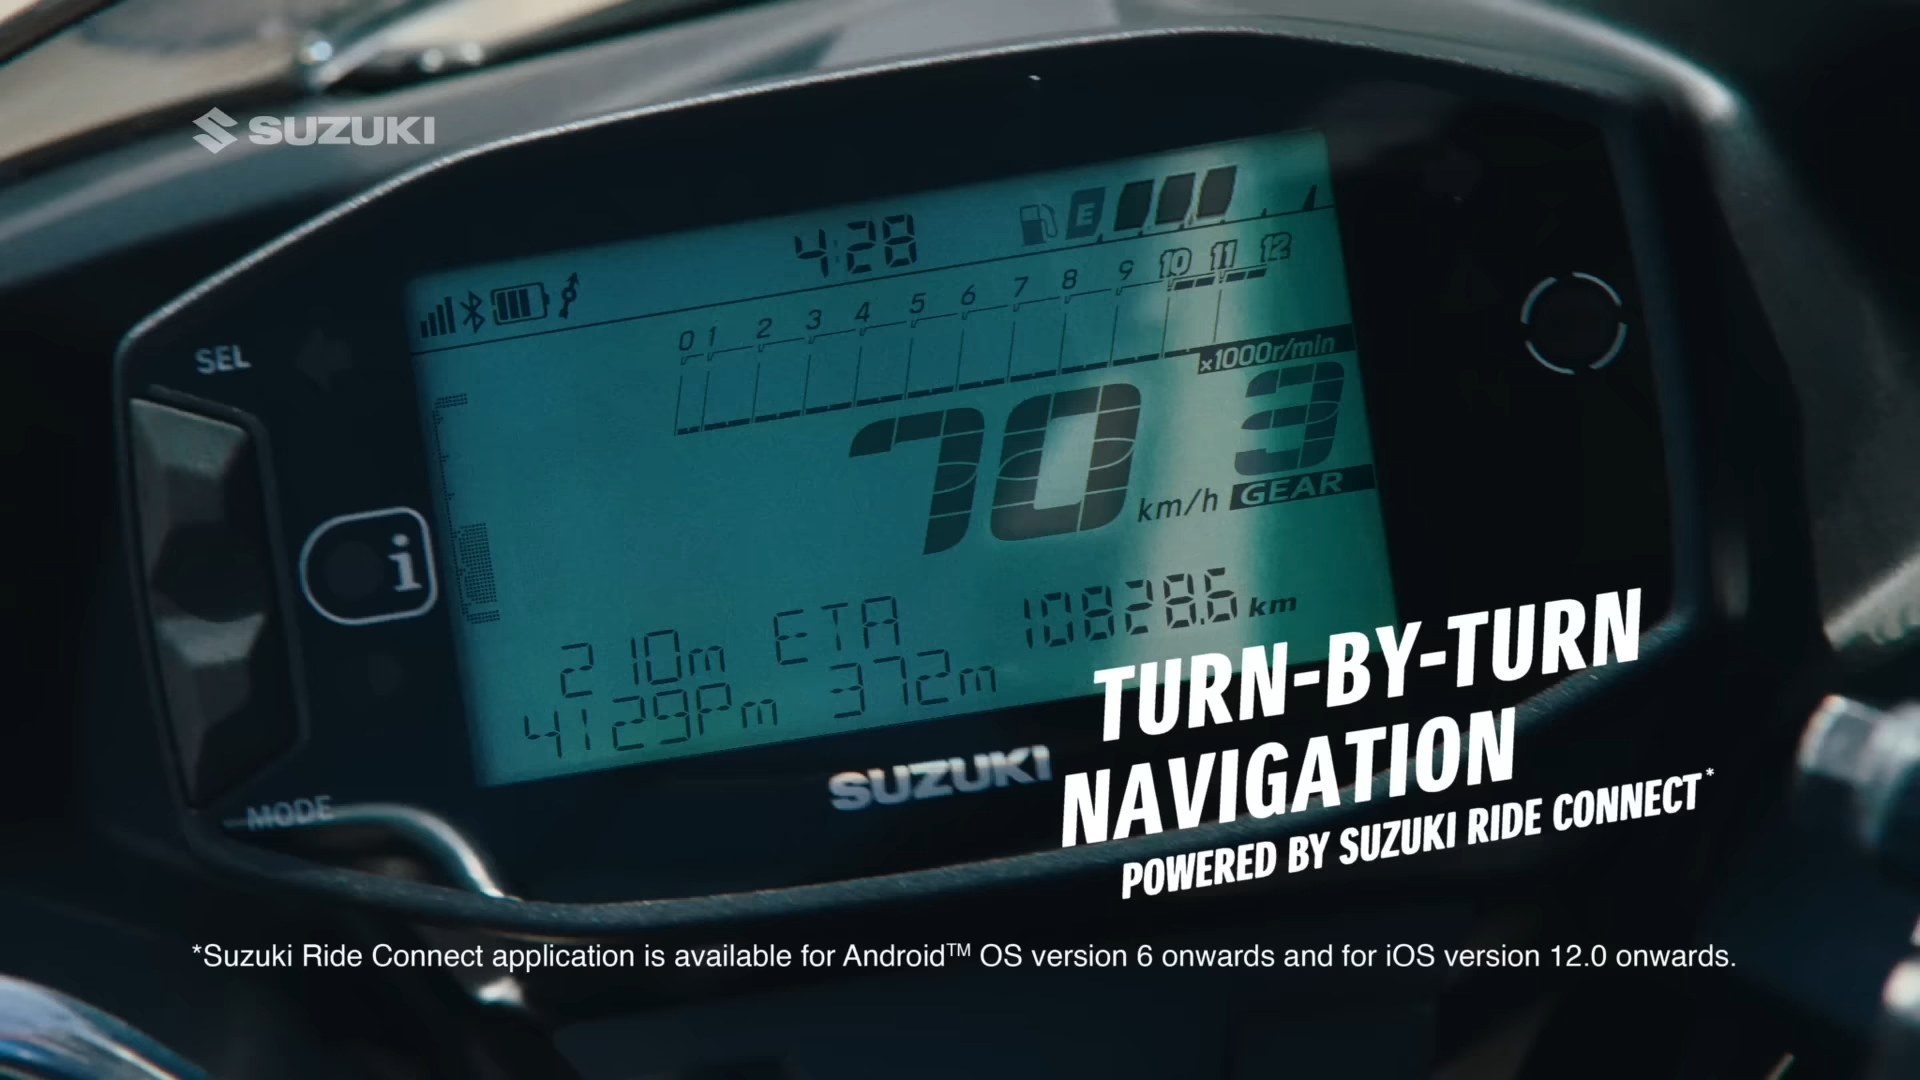 SUZUKI
4:28
E
0 1 2 3 4 5 6 7 8 9 10 11 12
x1000r/min
SEL
70 km/h
3
GEAR
i
210m ETA 10828.6 km
4:29Pm 372m
SUZUKI
MODE
TURN-BY-TURN
NAVIGATION
POWERED BY SUZUKI RIDE CONNECT*
*Suzuki Ride Connect application is available for Android™ OS version 6 onwards and for iOS version 12.0 onwards.